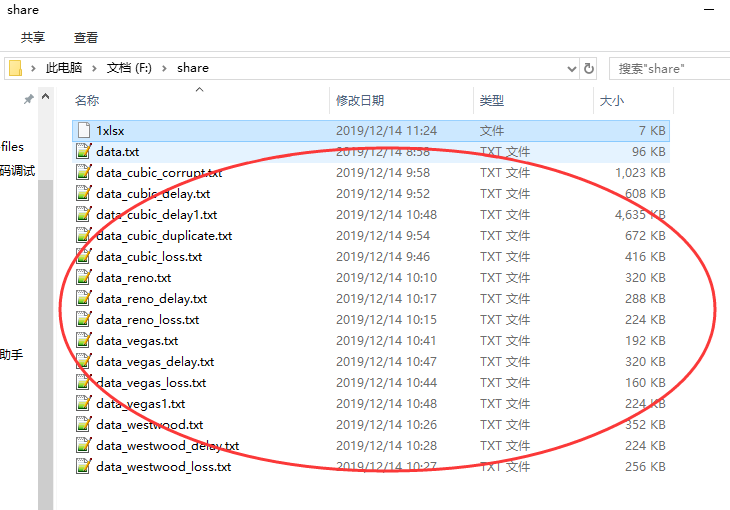 share
共享 查看
此电脑 文档 (F:) share 搜索"share"
名称 修改日期 类型 大小
1xlsx 2019/12/14 11:24 文件 7 KB
data.txt 2019/12/14 8:58 TXT 文件 96 KB
data_cubic_corrupt.txt 2019/12/14 9:58 TXT 文件 1,023 KB
data_cubic_delay.txt 2019/12/14 9:52 TXT 文件 608 KB
data_cubic_delay1.txt 2019/12/14 10:48 TXT 文件 4,635 KB
data_cubic_duplicate.txt 2019/12/14 9:54 TXT 文件 672 KB
data_cubic_loss.txt 2019/12/14 9:46 TXT 文件 416 KB
data_reno.txt 2019/12/14 10:10 TXT 文件 320 KB
data_reno_delay.txt 2019/12/14 10:17 TXT 文件 288 KB
data_reno_loss.txt 2019/12/14 10:15 TXT 文件 224 KB
data_vegas.txt 2019/12/14 10:41 TXT 文件 192 KB
data_vegas_delay.txt 2019/12/14 10:47 TXT 文件 320 KB
data_vegas_loss.txt 2019/12/14 10:44 TXT 文件 160 KB
data_vegas1.txt 2019/12/14 10:48 TXT 文件 224 KB
data_westwood.txt 2019/12/14 10:26 TXT 文件 352 KB
data_westwood_delay.txt 2019/12/14 10:28 TXT 文件 224 KB
data_westwood_loss.txt 2019/12/14 10:27 TXT 文件 256 KB
files
码调试
助手